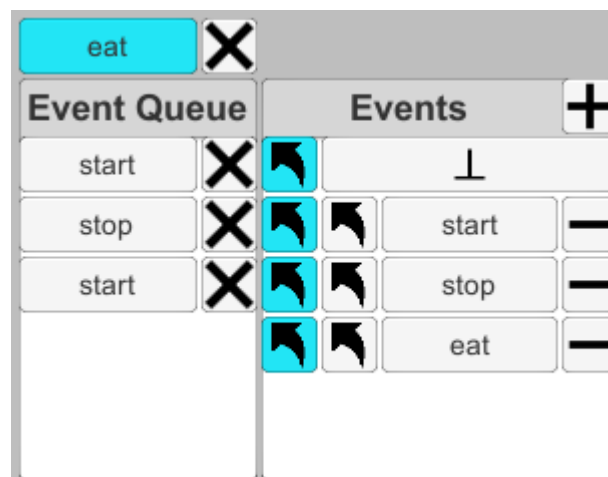 eat
Event Queue Events
start ⊥
stop start
start stop
eat